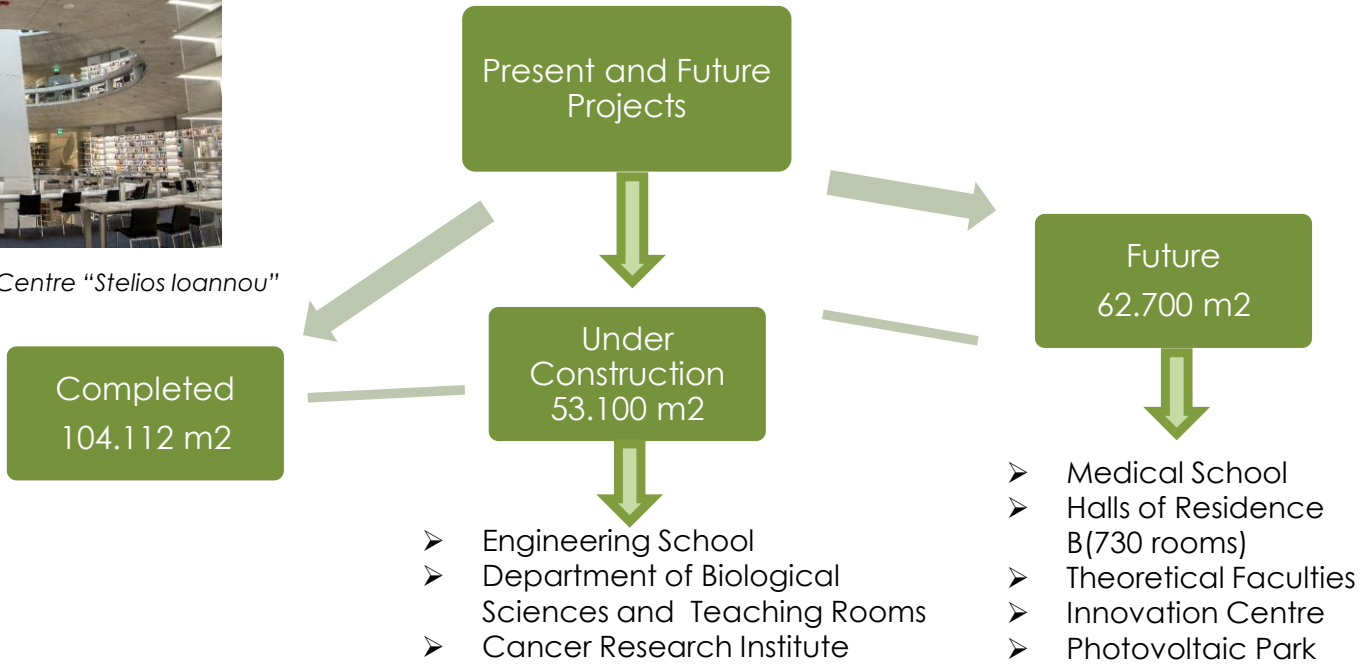 Present and Future
Projects
Centre “Stelios Ioannou”
Completed
104.112 m2
Under
Construction
53.100 m2
Future
62.700 m2
➢ Engineering School
➢ Department of Biological
Sciences and Teaching Rooms
➢ Cancer Research Institute
➢ Medical School
➢ Halls of Residence
B(730 rooms)
➢ Theoretical Faculties
➢ Innovation Centre
➢ Photovoltaic Park